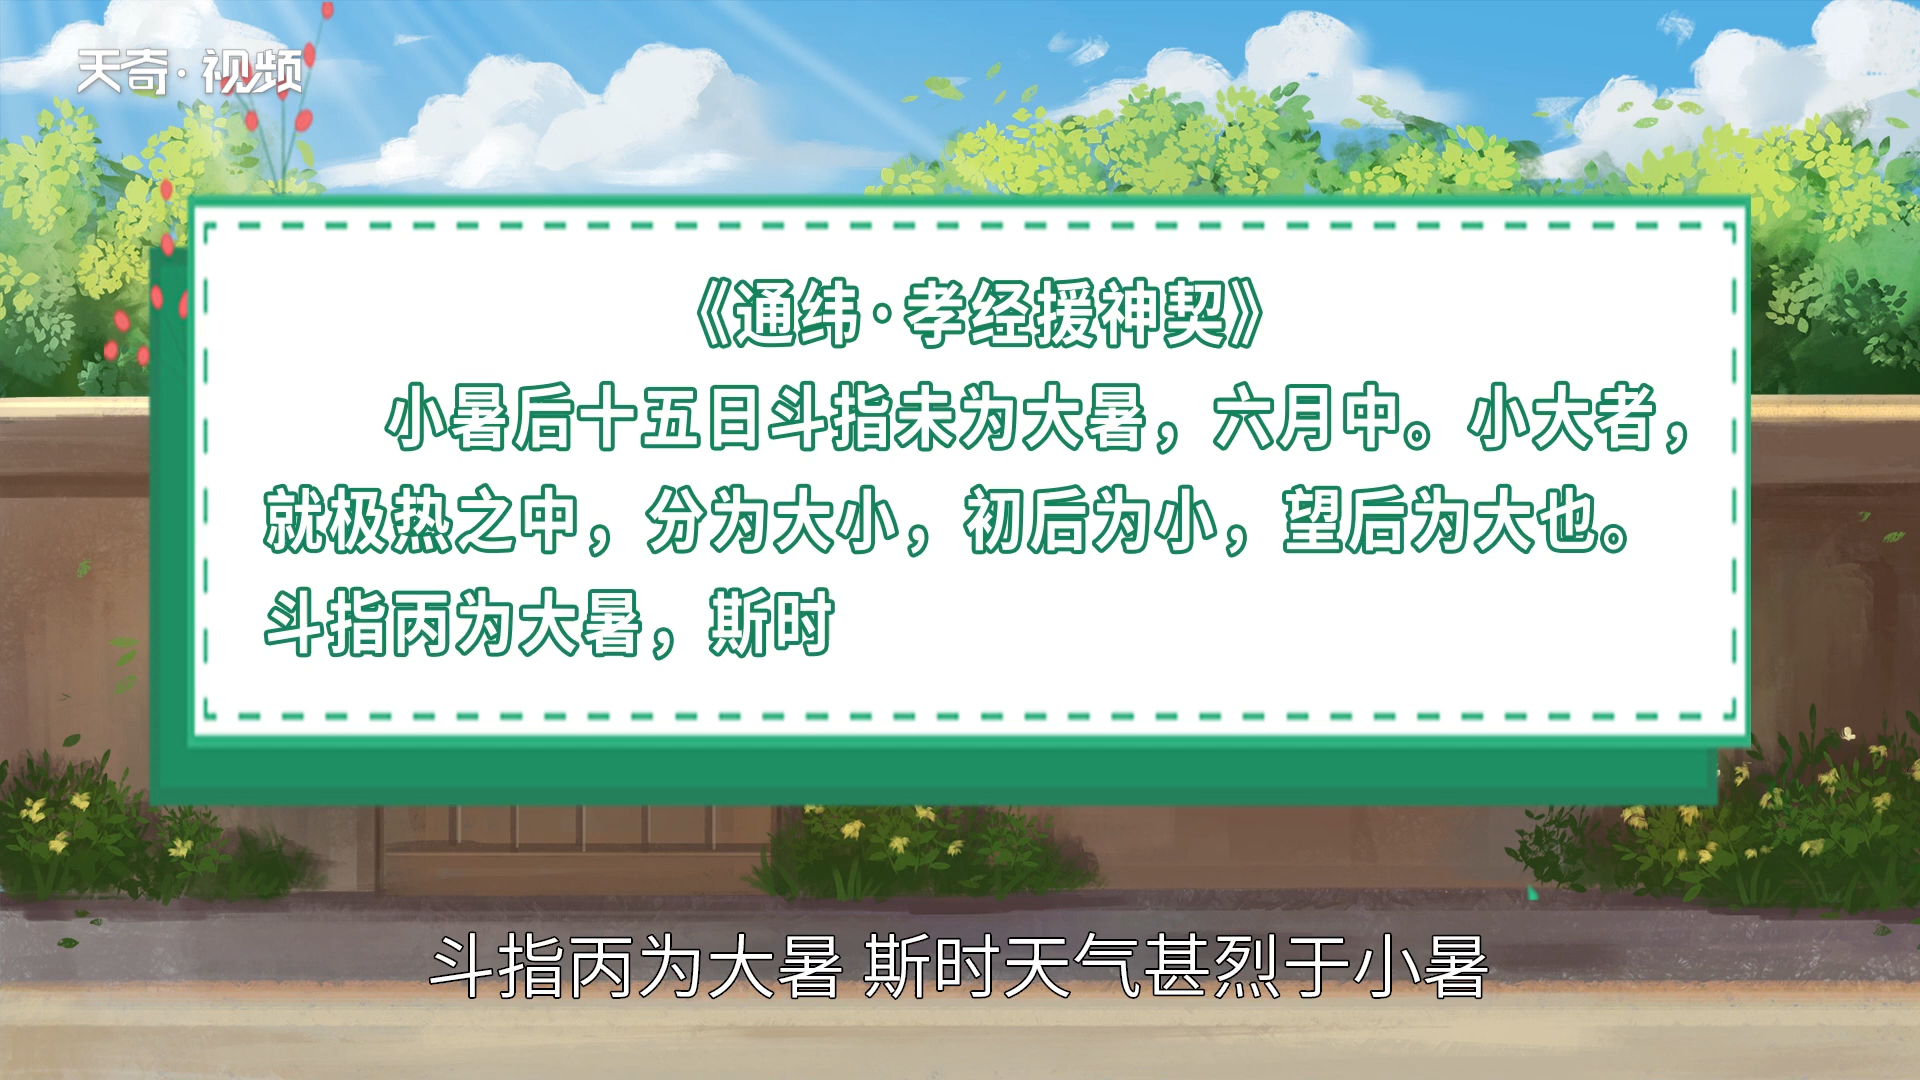 天奇·视频
《通纬·孝经援神契》
小暑后十五日斗指未为大暑，六月中。小大者，
就极热之中，分为大小，初后为小，望后为大也。
斗指丙为大暑，斯时
斗指丙为大暑 斯时天气甚烈于小暑